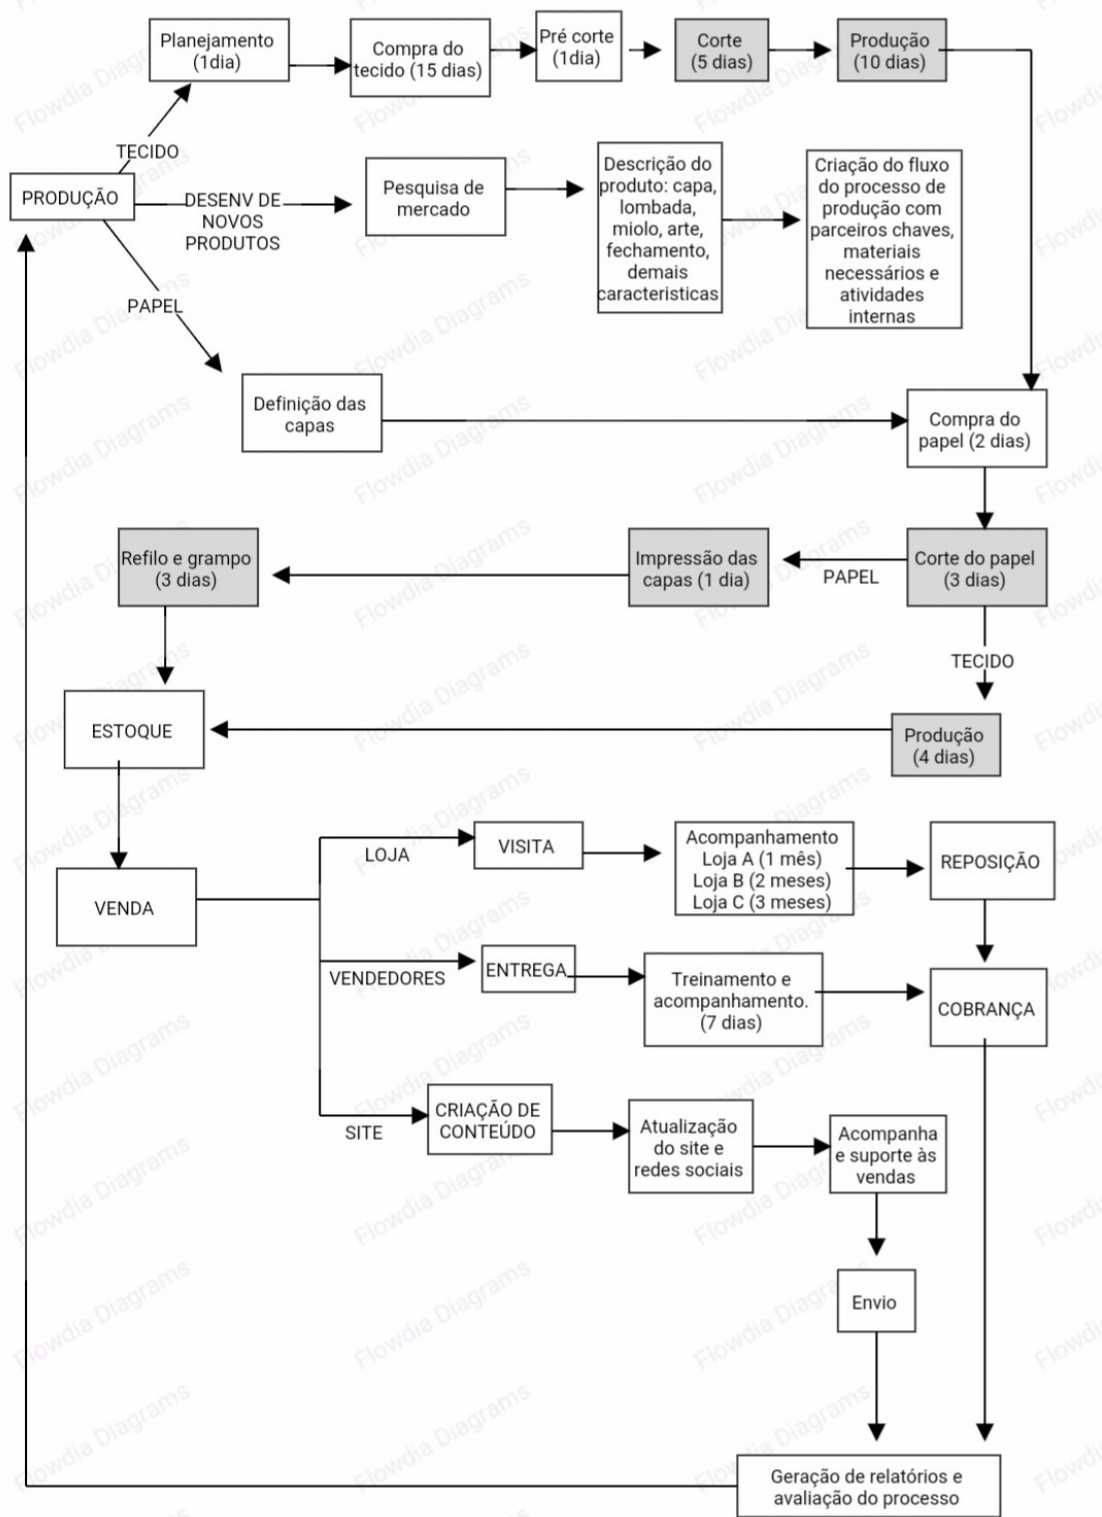 Planejamento
(1dia)
Compra do
tecido (15 dias)
Pré corte
(1dia)
Corte
(5 dias)
Produção
(10 dias)
TECIDO
PRODUÇÃO
DESENV DE
NOVOS
PRODUTOS
Pesquisa de
mercado
Descrição do
produto: capa,
lombada,
miolo, arte,
fechamento,
demais
caracteristicas
Criação do fluxo
do processo de
produção com
parceiros chaves,
materiais
necessários e
atividades
internas
PAPEL
Definição das
capas
Compra do
papel (2 dias)
Refilo e grampo
(3 dias)
Impressão das
capas (1 dia)
PAPEL
Corte do papel
(3 dias)
TECIDO
ESTOQUE
Produção
(4 dias)
VENDA
LOJA
VISITA
Acompanhamento
Loja A (1 mês)
Loja B (2 meses)
Loja C (3 meses)
REPOSIÇÃO
VENDEDORES
ENTREGA
Treinamento e
acompanhamento.
(7 dias)
COBRANÇA
SITE
CRIAÇÃO DE
CONTEÚDO
Atualização
do site e
redes sociais
Acompanha
e suporte às
vendas
Envio
Geração de relatórios e
avaliação do processo
Flowdia Diagrams